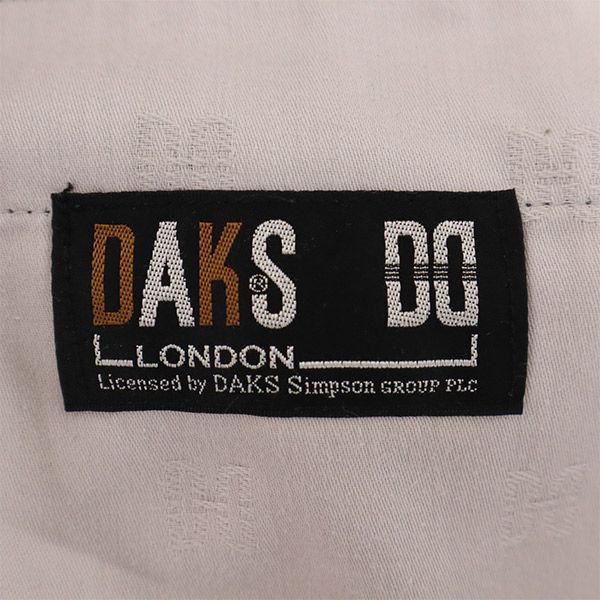 DAKS® DD
LONDON
Licensed by DAKS Simpson GROUP PLC